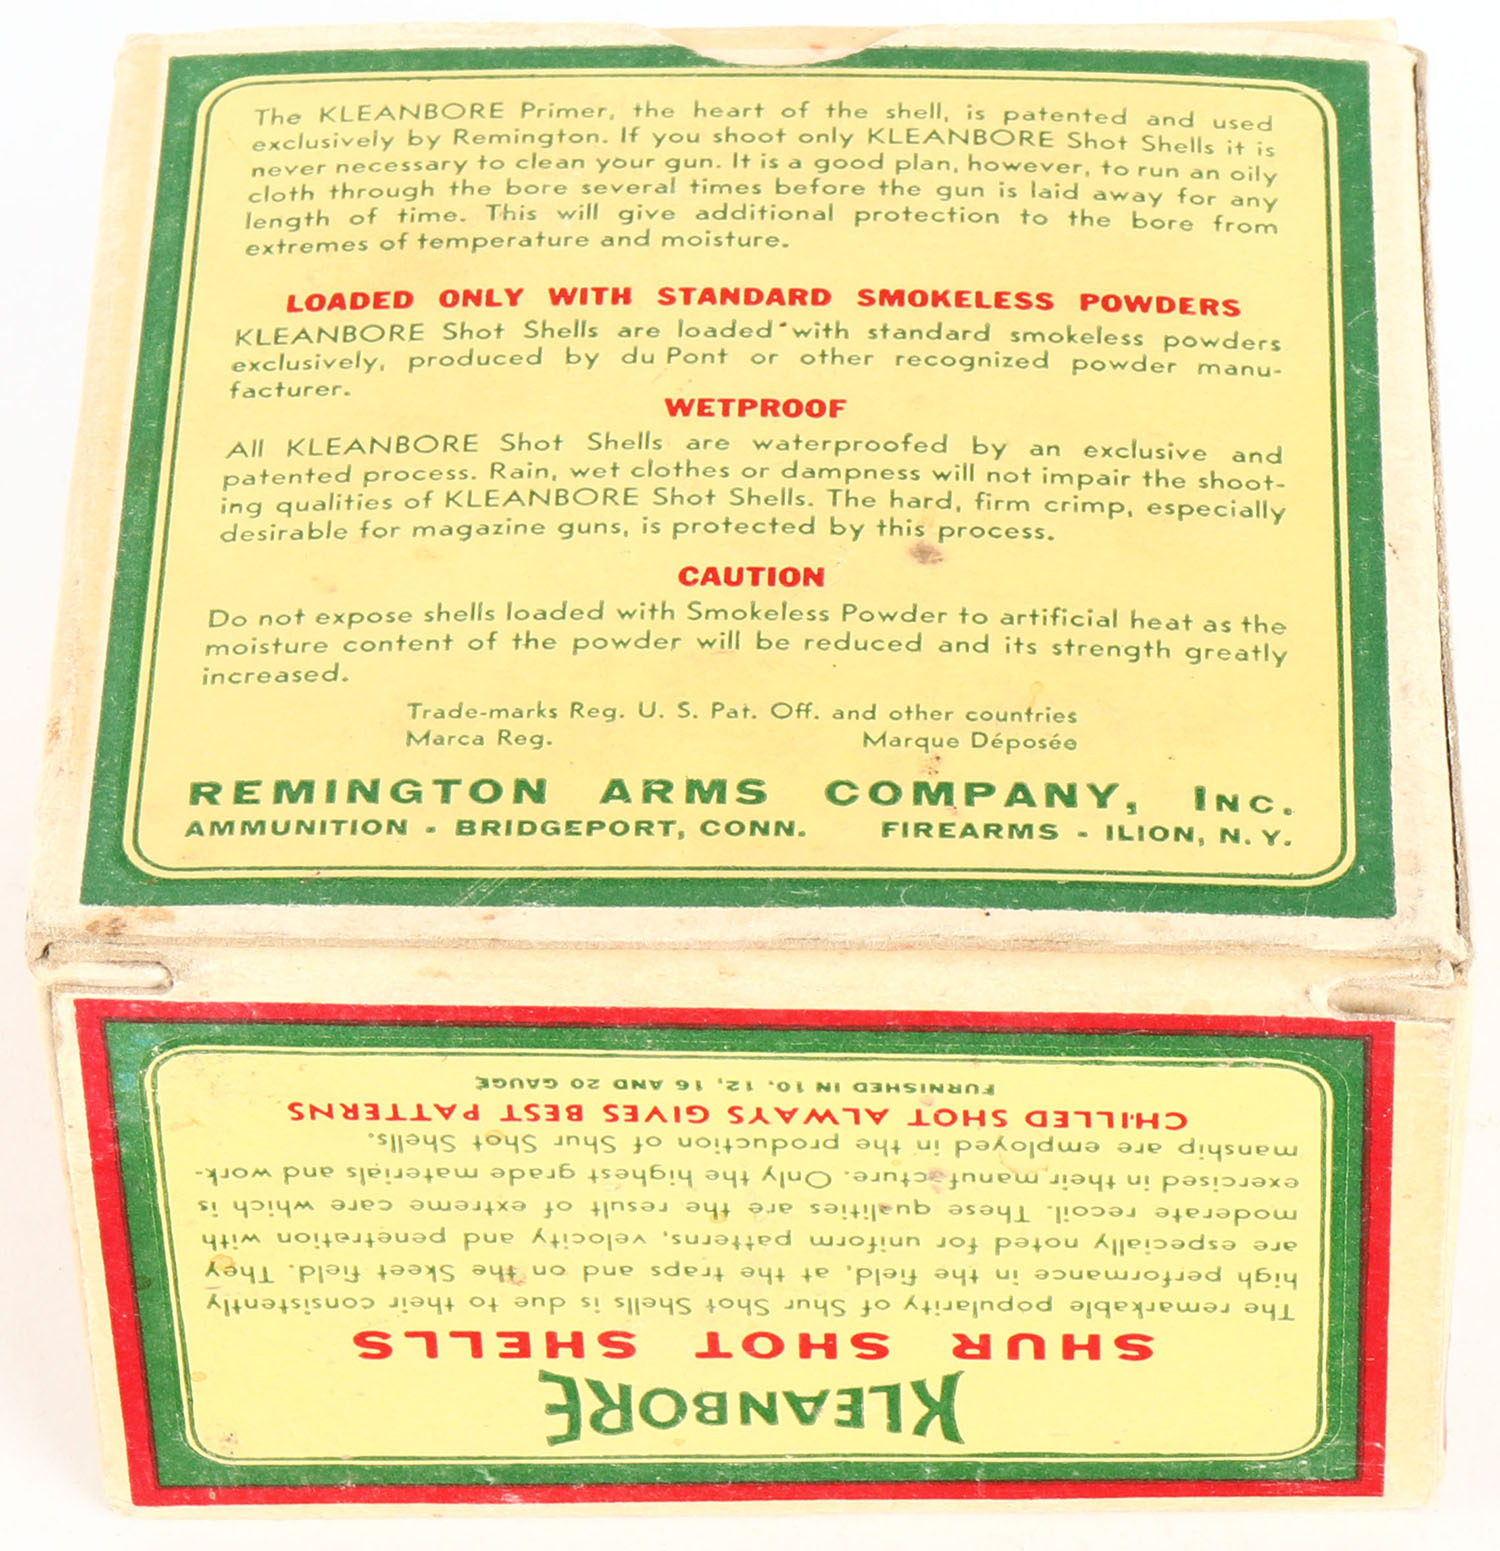 The KLEANBORE Primer, the heart of the shell, is patented and used
exclusively by Remington. If you shoot only KLEANBORE Shot Shells it is
never necessary to clean your gun. It is a good plan, however, to run an oily
cloth through the bore several times before the gun is laid away for any
length of time. This will give additional protection to the bore from
extremes of temperature and moisture.
LOADED ONLY WITH STANDARD SMOKELESS POWDERS
KLEANBORE Shot Shells are loaded with standard smokeless powders
exclusively, produced by du Pont or other recognized powder manu-
facturer.
WETPROOF
All KLEANBORE Shot Shells are waterproofed by an exclusive and
patented process. Rain, wet clothes or dampness will not impair the shoot-
ing qualities of KLEANBORE Shot Shells. The hard, firm crimp, especially
desirable for magazine guns, is protected by this process.
CAUTION
Do not expose shells loaded with Smokeless Powder to artificial heat as the
moisture content of the powder will be reduced and its strength greatly
increased.
Trade-marks Reg. U. S. Pat. Off. and other countries
Marca Reg. Marque Déposée
REMINGTON ARMS COMPANY, INC.
AMMUNITION - BRIDGEPORT, CONN. FIREARMS - ILION, N. Y.
KLEANBORE
SHUR SHOT SHELLS
The remarkable popularity of Shur Shot Shells is due to their consistently
high performance in the field, at the traps and on the Skeet field. They
are especially noted for uniform patterns, velocity and penetration with
moderate recoil. These qualities are the result of extreme care which is
exercised in their manufacture. Only the highest grade materials and work-
manship are employed in the production of Shur Shot Shells.
CHILLED SHOT ALWAYS GIVES BEST PATTERNS
FURNISHED IN 10, 12, 16 AND 20 GAUGE